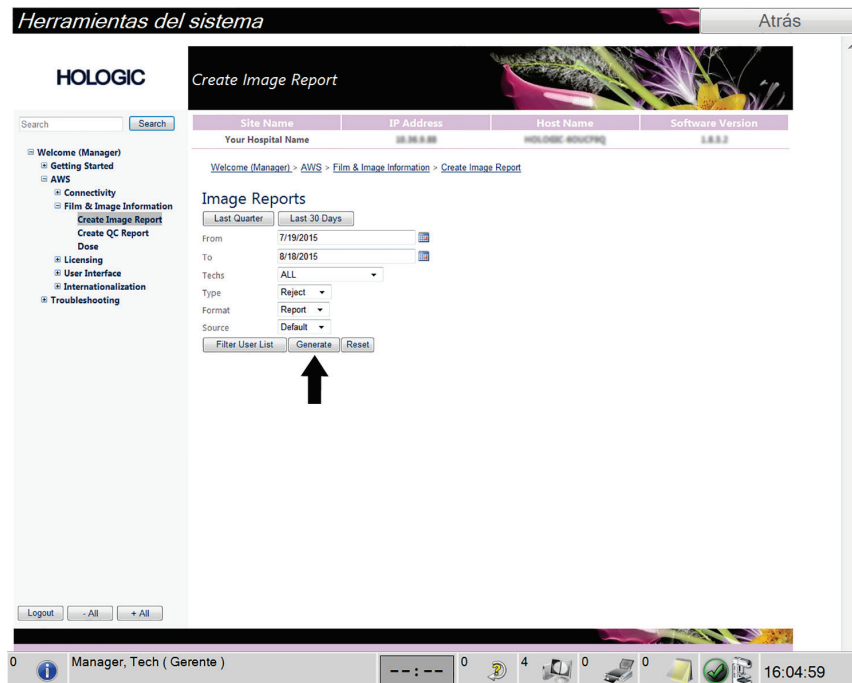 Herramientas del sistema
Atrás
HOLOGIC
Create Image Report
Search
Search
Site Name
IP Address
Host Name
Software Version
Your Hospital Name
Welcome (Manager)
Getting Started
AWS
Connectivity
Film & Image Information
Create Image Report
Create QC Report
Dose
Licensing
User Interface
Internationalization
Troubleshooting
Welcome (Manager) > AWS > Film & Image Information > Create Image Report
Image Reports
Last Quarter
Last 30 Days
From
7/19/2015
To
8/18/2015
Techs
ALL
Type
Reject
Format
Report
Source
Default
Filter User List
Generate
Reset
Logout
- All
+ All
0
Manager, Tech ( Gerente )
--:--
0
4
0
0
16:04:59